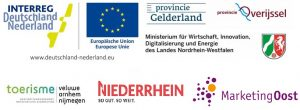 INTERREG
Deutschland
Nederland
www.deutschland-nederland.eu
Europäische Union
Europese Unie
provincie
Gelderland
provincie Overijssel
Ministerium für Wirtschaft, Innovation,
Digitalisierung und Energie
des Landes Nordrhein-Westfalen
toerisme
veluwe
arnhem
nijmegen
NIEDERRHEIN
SO GUT. SO WEIT.
MarketingOost